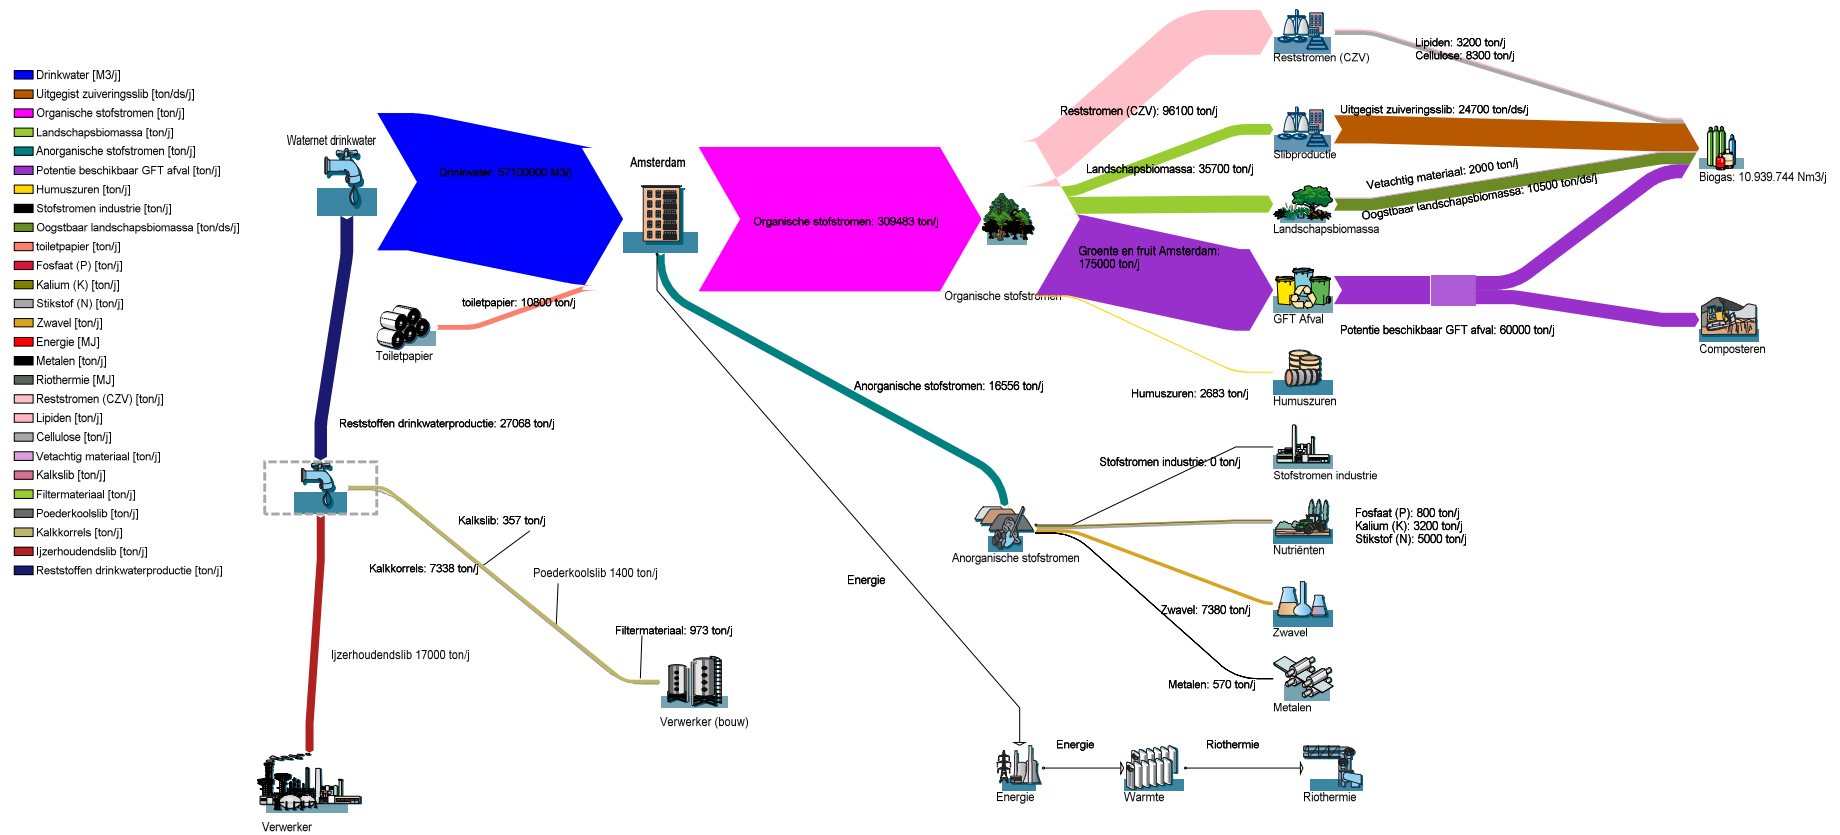 Drinkwater [M3/j]
Uitgegist zuiveringsslib [ton/ds/j]
Organische stofstromen [ton/j]
Landschapsbiomassa [ton/j]
Anorganische stofstromen [ton/j]
Potentie beschikbaar GFT afval [ton/j]
Humuszuren [ton/j]
Stofstromen industrie [ton/j]
Oogstbaar landschapsbiomassa [ton/ds/j]
toiletpapier [ton/j]
Fosfaat (P) [ton/j]
Kalium (K) [ton/j]
Stikstof (N) [ton/j]
Zwavel [ton/j]
Energie [MJ]
Metalen [ton/j]
Riothermie [MJ]
Reststromen (CZV) [ton/j]
Lipiden [ton/j]
Cellulose [ton/j]
Vetachtig materiaal [ton/j]
Kalkslib [ton/j]
Filtermateriaal [ton/j]
Poederkoolslib [ton/j]
Kalkkorrels [ton/j]
Ijzerhoudendslib [ton/j]
Reststoffen drinkwaterproductie [ton/j]
Waternet drinkwater
Drinkwater: 57100000 M3/j
Amsterdam
toiletpapier: 10800 ton/j
Toiletpapier
Organische stofstromen: 309483 ton/j
Organische stofstromen
Reststromen (CZV): 96100 ton/j
Reststromen (CZV)
Lipiden: 3200 ton/j
Cellulose: 8300 ton/j
Landschapsbiomassa: 35700 ton/j
Slibproductie
Uitgegist zuiveringsslib: 24700 ton/ds/j
Vetachtig materiaal: 2000 ton/j
Oogstbaar landschapsbiomassa: 10500 ton/ds/j
Landschapsbiomassa
Biogas: 10.939.744 Nm3/j
Groente en fruit Amsterdam:
175000 ton/j
GFT Afval
Potentie beschikbaar GFT afval: 60000 ton/j
Composteren
Humuszuren: 2683 ton/j
Humuszuren
Anorganische stofstromen: 16556 ton/j
Reststoffen drinkwaterproductie: 27068 ton/j
Stofstromen industrie: 0 ton/j
Stofstromen industrie
Fosfaat (P): 800 ton/j
Kalium (K): 3200 ton/j
Stikstof (N): 5000 ton/j
Nutriënten
Anorganische stofstromen
Kalkslib: 357 ton/j
Kalkkorrels: 7338 ton/j
Poederkoolslib 1400 ton/j
Energie
Zwavel: 7380 ton/j
Zwavel
Filtermateriaal: 973 ton/j
Ijzerhoudendslib 17000 ton/j
Verwerker (bouw)
Metalen: 570 ton/j
Metalen
Energie
Riothermie
Energie
Warmte
Riothermie
Verwerker